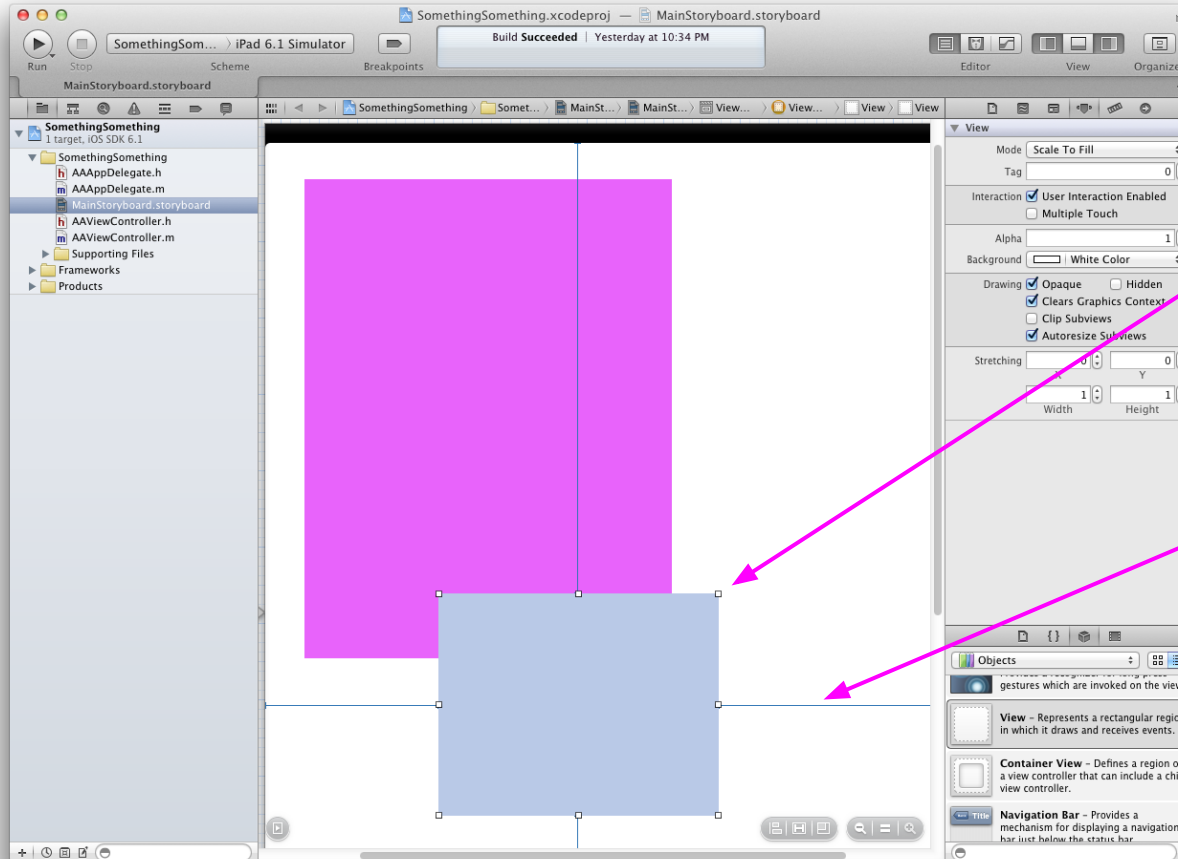 SomethingSomething.xcodeproj — MainStoryboard.storyboard
SomethingSom... 〉 iPad 6.1 Simulator
Build Succeeded | Yesterday at 10:34 PM
Run Stop Scheme Breakpoints Editor View Organize
MainStoryboard.storyboard
SomethingSomething 〉 Somet... 〉 MainSt... 〉 MainSt... 〉 View... 〉 View... 〉 View 〉 View
SomethingSomething
1 target, iOS SDK 6.1
SomethingSomething
h AAAppDelegate.h
m AAAppDelegate.m
MainStoryboard.storyboard
h AAViewController.h
m AAViewController.m
Supporting Files
Frameworks
Products
View
Mode Scale To Fill
Tag 0
Interaction User Interaction Enabled
Multiple Touch
Alpha 1
Background White Color
Drawing Opaque Hidden
Clears Graphics Context
Clip Subviews
Autoresize Subviews
Stretching 0 0
X Y
1 1
Width Height
{}
Objects
gestures which are invoked on the view
View – Represents a rectangular regio
in which it draws and receives events.
Container View – Defines a region o
a view controller that can include a chi
view controller.
Title
Navigation Bar – Provides a
mechanism for displaying a navigation
bar just below the status bar